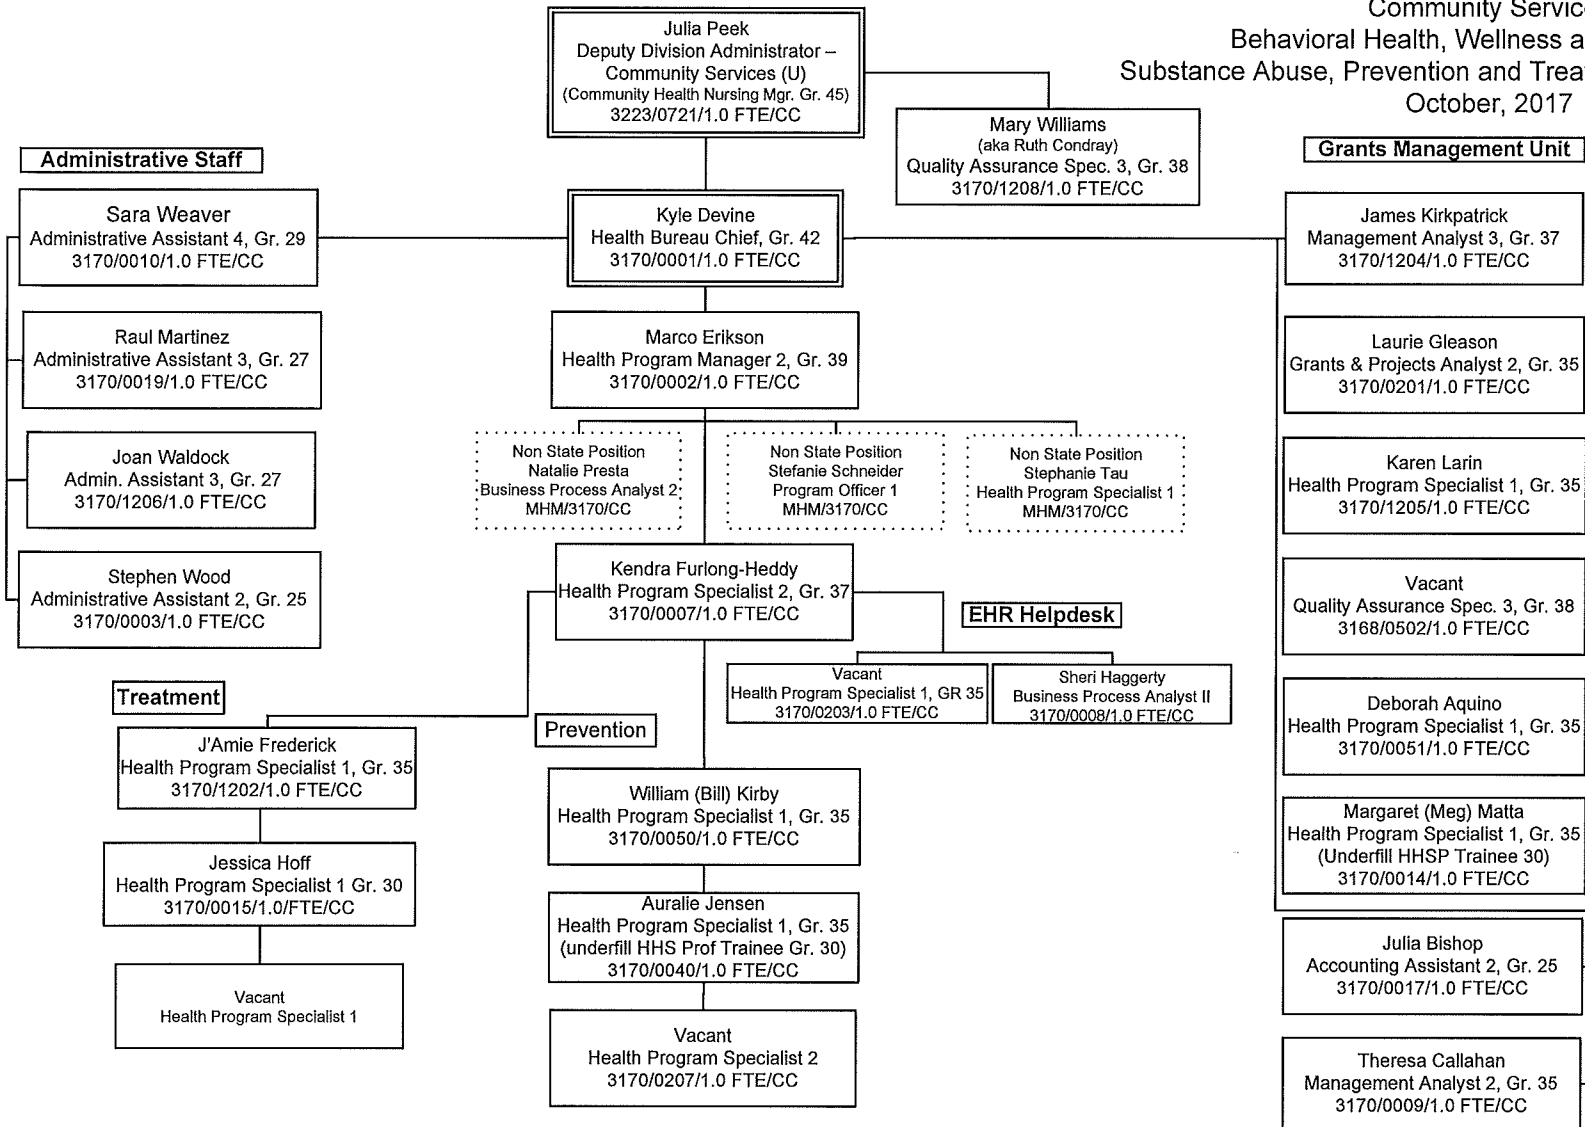 Community Servic
Behavioral Health, Wellness a
Substance Abuse, Prevention and Trea
October, 2017
Julia Peek
Deputy Division Administrator –
Community Services (U)
(Community Health Nursing Mgr. Gr. 45)
3223/0721/1.0 FTE/CC
Mary Williams
(aka Ruth Condray)
Quality Assurance Spec. 3, Gr. 38
3170/1208/1.0 FTE/CC
Administrative Staff
Sara Weaver
Administrative Assistant 4, Gr. 29
3170/0010/1.0 FTE/CC
Raul Martinez
Administrative Assistant 3, Gr. 27
3170/0019/1.0 FTE/CC
Joan Waldock
Admin. Assistant 3, Gr. 27
3170/1206/1.0 FTE/CC
Stephen Wood
Administrative Assistant 2, Gr. 25
3170/0003/1.0 FTE/CC
Kyle Devine
Health Bureau Chief, Gr. 42
3170/0001/1.0 FTE/CC
Marco Erikson
Health Program Manager 2, Gr. 39
3170/0002/1.0 FTE/CC
Non State Position
Natalie Presta
Business Process Analyst 2
MHM/3170/CC
Non State Position
Stefanie Schneider
Program Officer 1
MHM/3170/CC
Non State Position
Stephanie Tau
Health Program Specialist 1
MHM/3170/CC
Kendra Furlong-Heddy
Health Program Specialist 2, Gr. 37
3170/0007/1.0 FTE/CC
EHR Helpdesk
Vacant
Health Program Specialist 1, GR 35
3170/0203/1.0 FTE/CC
Sheri Haggerty
Business Process Analyst II
3170/0008/1.0 FTE/CC
Treatment
J'Amie Frederick
Health Program Specialist 1, Gr. 35
3170/1202/1.0 FTE/CC
Jessica Hoff
Health Program Specialist 1 Gr. 30
3170/0015/1.0/FTE/CC
Vacant
Health Program Specialist 1
Prevention
William (Bill) Kirby
Health Program Specialist 1, Gr. 35
3170/0050/1.0 FTE/CC
Auralie Jensen
Health Program Specialist 1, Gr. 35
(underfill HHS Prof Trainee Gr. 30)
3170/0040/1.0 FTE/CC
Vacant
Health Program Specialist 2
3170/0207/1.0 FTE/CC
Grants Management Unit
James Kirkpatrick
Management Analyst 3, Gr. 37
3170/1204/1.0 FTE/CC
Laurie Gleason
Grants & Projects Analyst 2, Gr. 35
3170/0201/1.0 FTE/CC
Karen Larin
Health Program Specialist 1, Gr. 35
3170/1205/1.0 FTE/CC
Vacant
Quality Assurance Spec. 3, Gr. 38
3168/0502/1.0 FTE/CC
Deborah Aquino
Health Program Specialist 1, Gr. 35
3170/0051/1.0 FTE/CC
Margaret (Meg) Matta
Health Program Specialist 1, Gr. 35
(Underfill HHSP Trainee 30)
3170/0014/1.0 FTE/CC
Julia Bishop
Accounting Assistant 2, Gr. 25
3170/0017/1.0 FTE/CC
Theresa Callahan
Management Analyst 2, Gr. 35
3170/0009/1.0 FTE/CC